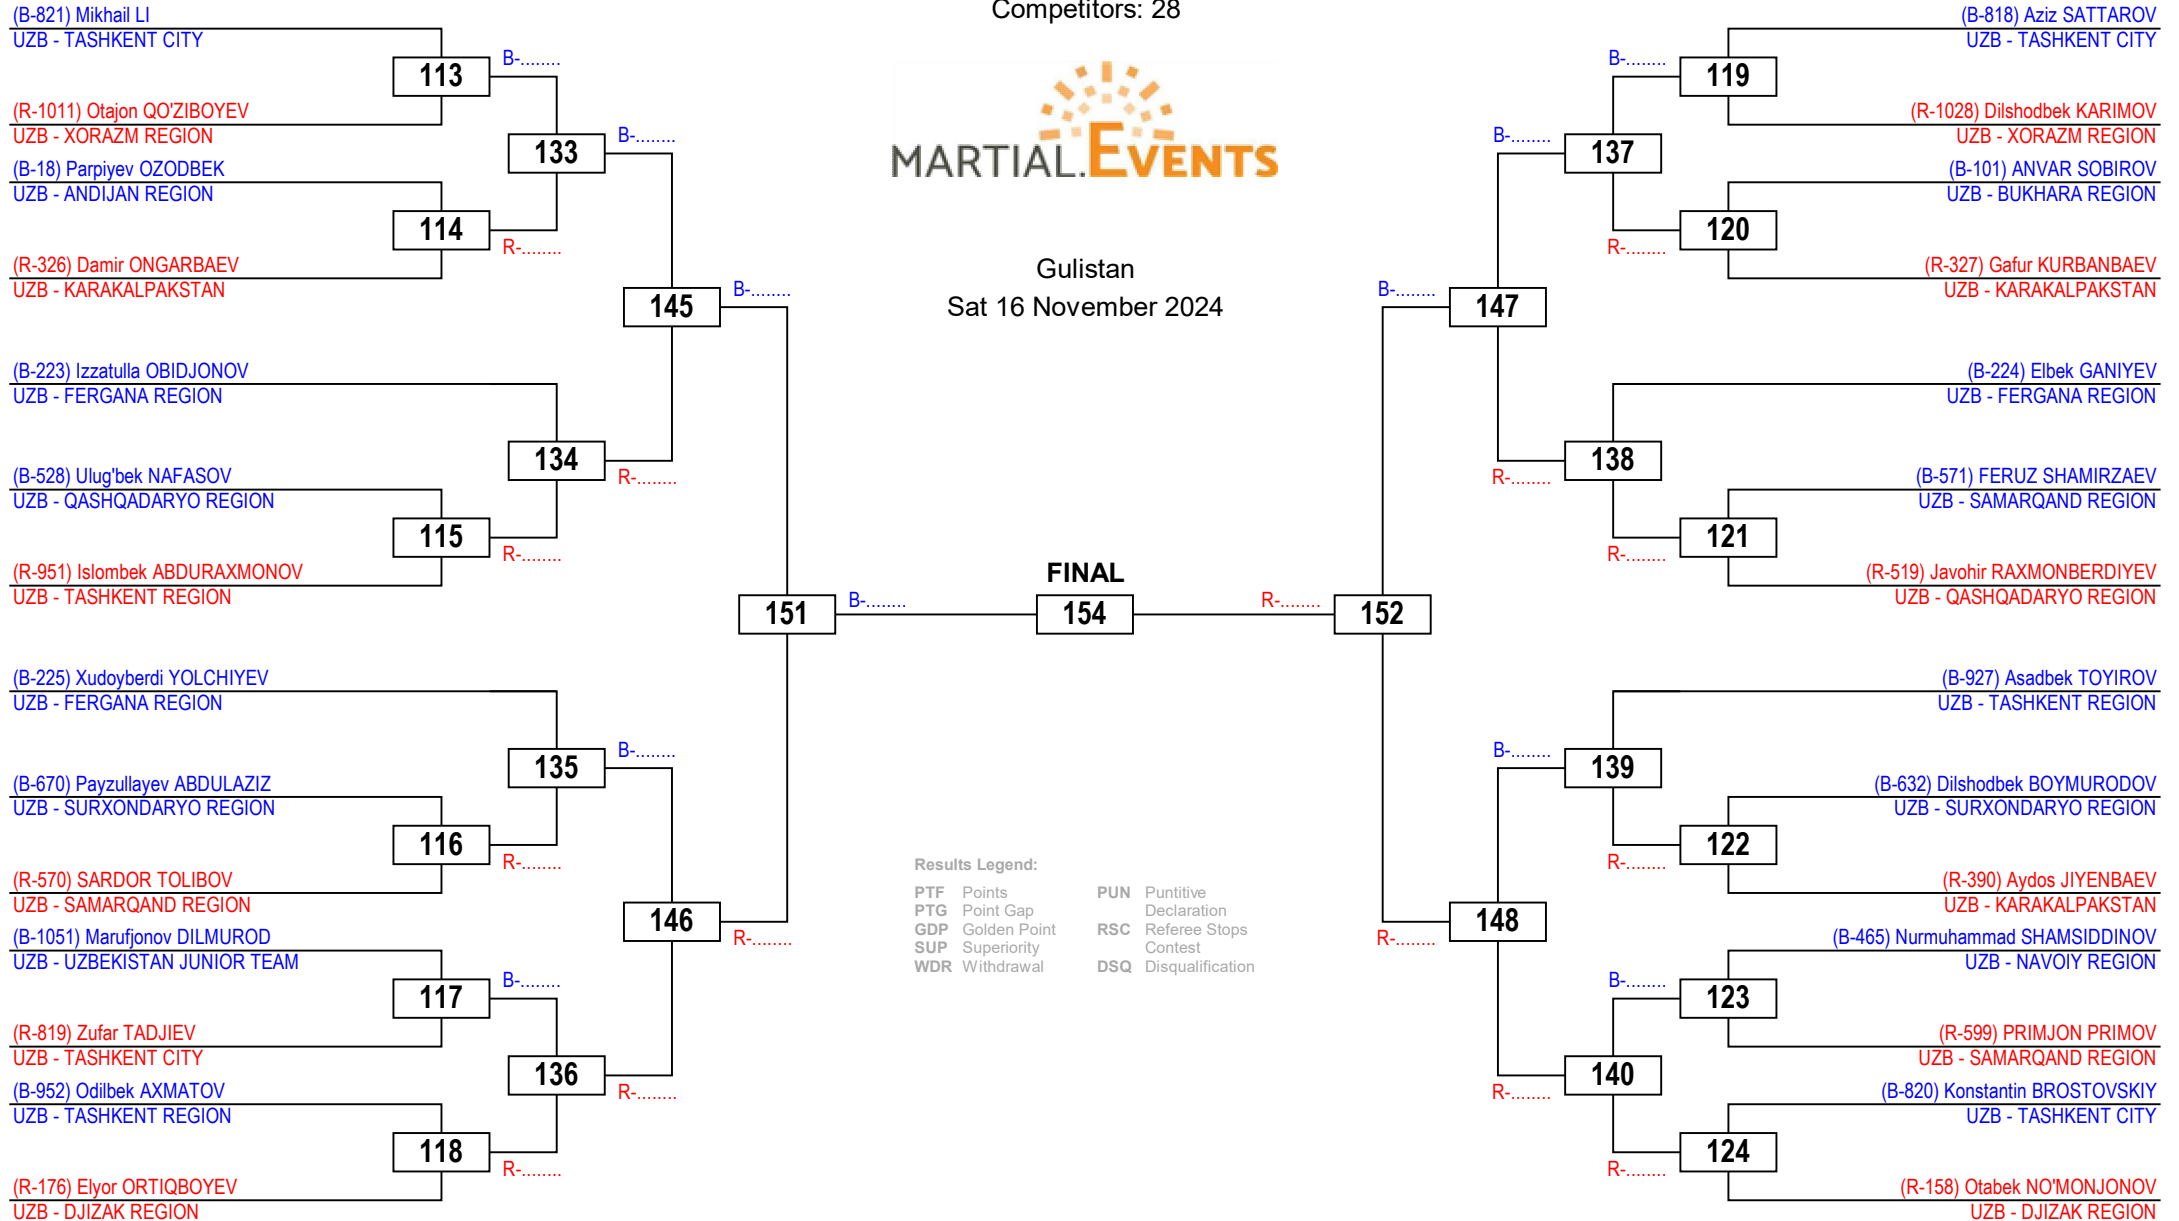 Competitors: 28
MARTIAL.EVENTS
Gulistan
Sat 16 November 2024
(B-821) Mikhail LI
UZB - TASHKENT CITY
113
B-........
(R-1011) Otajon QO'ZIBOYEV
UZB - XORAZM REGION
133
B-........
(B-18) Parpiyev OZODBEK
UZB - ANDIJAN REGION
114
R-........
(R-326) Damir ONGARBAEV
UZB - KARAKALPAKSTAN
145
B-........
(B-223) Izzatulla OBIDJONOV
UZB - FERGANA REGION
134
R-........
(B-528) Ulug'bek NAFASOV
UZB - QASHQADARYO REGION
115
R-........
(R-951) Islombek ABDURAXMONOV
UZB - TASHKENT REGION
151
B-........
(B-225) Xudoyberdi YOLCHIYEV
UZB - FERGANA REGION
135
B-........
(B-670) Payzullayev ABDULAZIZ
UZB - SURXONDARYO REGION
116
R-........
(R-570) SARDOR TOLIBOV
UZB - SAMARQAND REGION
146
R-........
(B-1051) Marufjonov DILMUROD
UZB - UZBEKISTAN JUNIOR TEAM
117
B-........
(R-819) Zufar TADJIEV
UZB - TASHKENT CITY
136
R-........
(B-952) Odilbek AXMATOV
UZB - TASHKENT REGION
118
R-........
(R-176) Elyor ORTIQBOYEV
UZB - DJIZAK REGION
FINAL
154
Results Legend:
PTF Points
PTG Point Gap
GDP Golden Point
SUP Superiority
WDR Withdrawal
PUN Puntitive
Declaration
RSC Referee Stops
Contest
DSQ Disqualification
(B-818) Aziz SATTAROV
UZB - TASHKENT CITY
B-........
119
(R-1028) Dilshodbek KARIMOV
UZB - XORAZM REGION
B-........
137
(B-101) ANVAR SOBIROV
UZB - BUKHARA REGION
R-........
120
(R-327) Gafur KURBANBAEV
UZB - KARAKALPAKSTAN
B-........
147
(B-224) Elbek GANIYEV
UZB - FERGANA REGION
R-........
138
(B-571) FERUZ SHAMIRZAEV
UZB - SAMARQAND REGION
R-........
121
(R-519) Javohir RAXMONBERDIYEV
UZB - QASHQADARYO REGION
R-........
152
(B-927) Asadbek TOYIROV
UZB - TASHKENT REGION
B-........
139
(B-632) Dilshodbek BOYMURODOV
UZB - SURXONDARYO REGION
R-........
122
(R-390) Aydos JIYENBAEV
UZB - KARAKALPAKSTAN
R-........
148
(B-465) Nurmuhammad SHAMSIDDINOV
UZB - NAVOIY REGION
B-........
123
(R-599) PRIMJON PRIMOV
UZB - SAMARQAND REGION
R-........
140
(B-820) Konstantin BROSTOVSKIY
UZB - TASHKENT CITY
R-........
124
(R-158) Otabek NO'MONJONOV
UZB - DJIZAK REGION